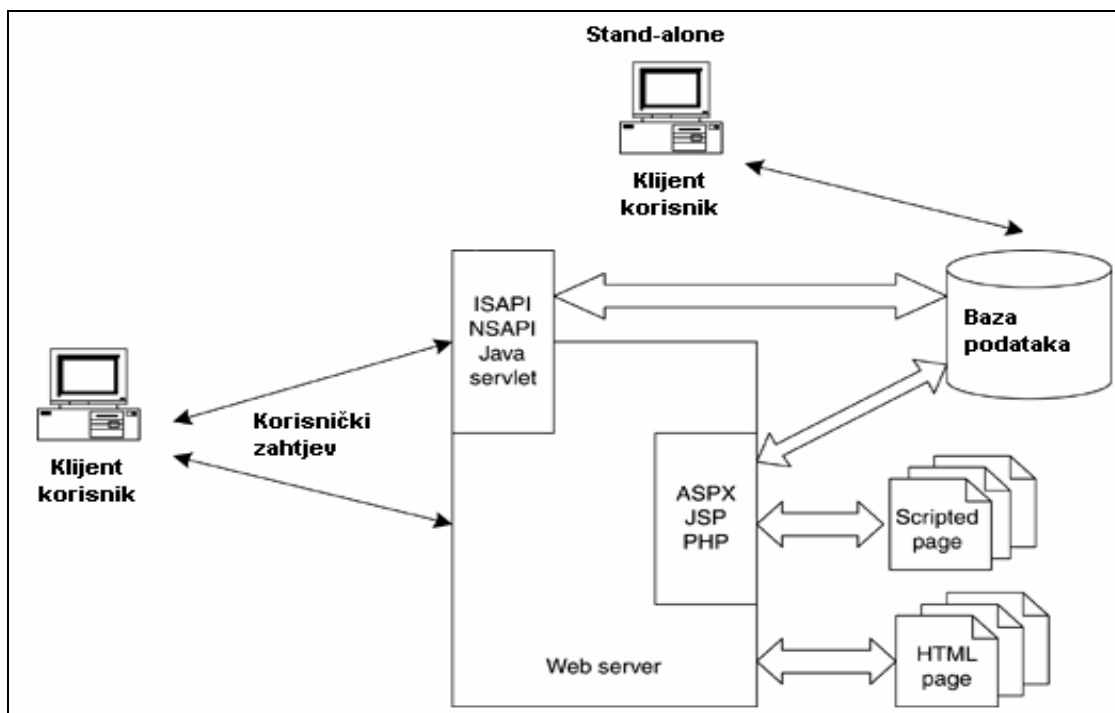 Stand-alone
Klijent
korisnik
ISAPI
NSAPI
Java
servlet
Baza
podataka
Korisnički
zahtjev
Klijent
korisnik
ASPX
JSP
PHP
Scripted
page
Web server
HTML
page